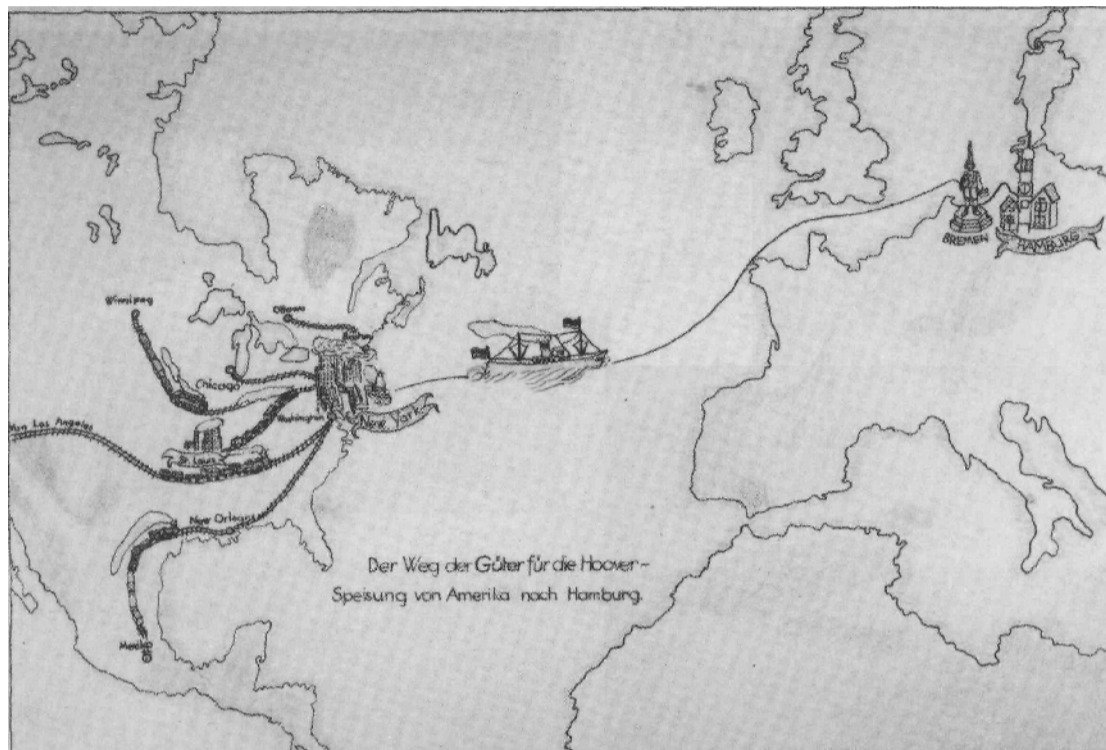 BREMEN
HAMBURG
Winnipeg
Ottawa
Chicago
New York
Washington
Von Los Angeles
St. Louis
New Orleans
Der Weg der Güter für die Hoover-
Speisung von Amerika nach Hamburg.
Mexiko